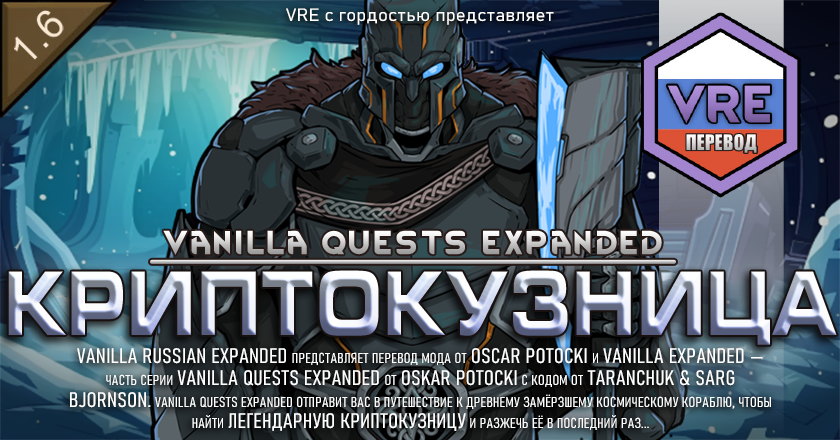 1.6
VRE с гордостью представляет
VRE
ПЕРЕВОД
VANILLA QUESTS EXPANDED
КРИПТОКУЗНИЦА
VANILLA RUSSIAN EXPANDED ПРЕДСТАВЛЯЕТ ПЕРЕВОД МОДА ОТ OSCAR POTOCKI И VANILLA EXPANDED —
ЧАСТЬ СЕРИИ VANILLA QUESTS EXPANDED ОТ OSKAR POTOCKI С КОДОМ ОТ TARANCHUK & SARG
BJORNSON. VANILLA QUESTS EXPANDED ОТПРАВИТ ВАС В ПУТЕШЕСТВИЕ К ДРЕВНЕМУ ЗАМЁРЗШЕМУ КОСМИЧЕСКОМУ КОРАБЛЮ, ЧТОБЫ
НАЙТИ ЛЕГЕНДАРНУЮ КРИПТОКУЗНИЦУ И РАЗЖЕЧЬ ЕЁ В ПОСЛЕДНИЙ РАЗ...